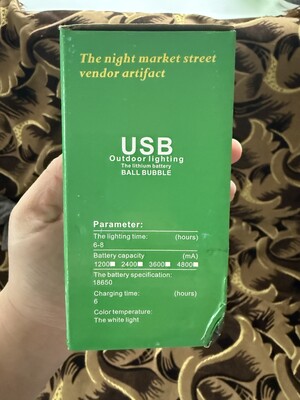 The night market street
vendor artifact
USB
Outdoor lighting
The lithium battery
BALL BUBBLE
Parameter:
The lighting time: (hours)
6-8
Battery capacity (mA)
1200■ 2400■ 3600■ 4800■
The battery specification:
18650
Charging time: (hours)
6
Color temperature:
The white light